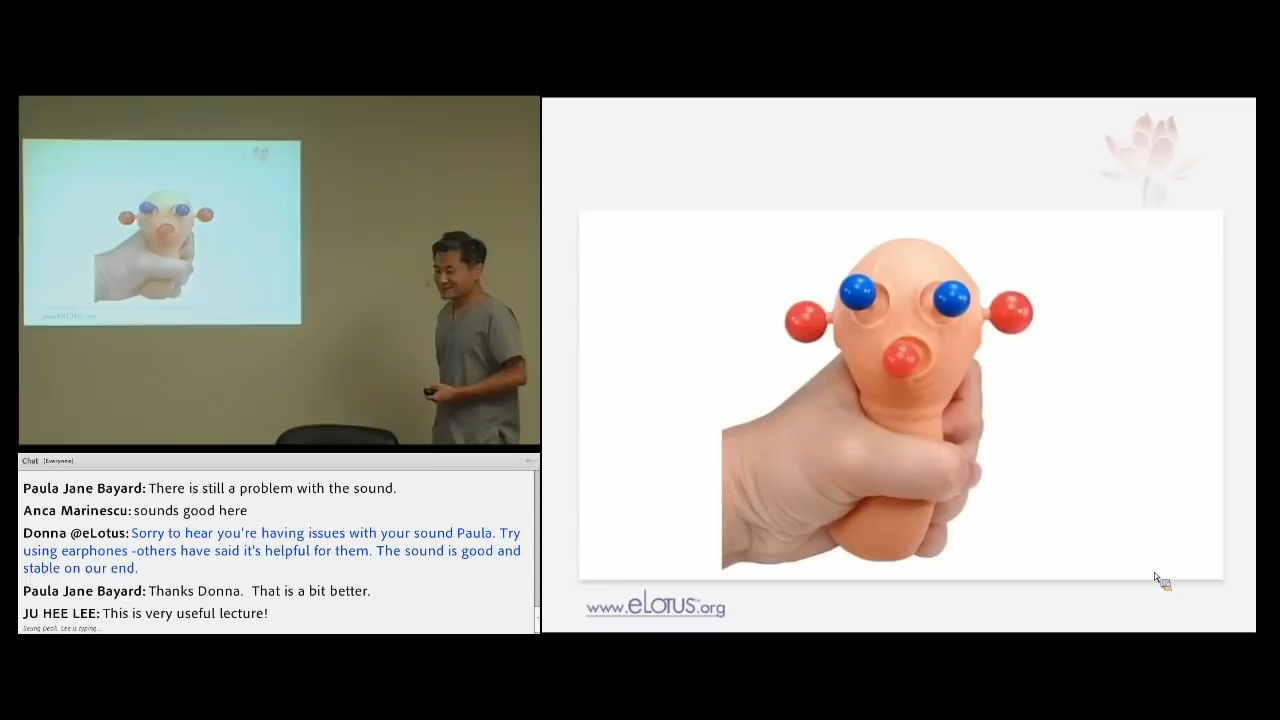 Chat (Everyone)
Paula Jane Bayard: There is still a problem with the sound.
Anca Marinescu: sounds good here
Donna @eLotus: Sorry to hear you're having issues with your sound Paula. Try
using earphones -others have said it's helpful for them. The sound is good and
stable on our end.
Paula Jane Bayard: Thanks Donna.  That is a bit better.
JU HEE LEE: This is very useful lecture!
Seung Deok Lee is typing...
www.eLOTUS.org